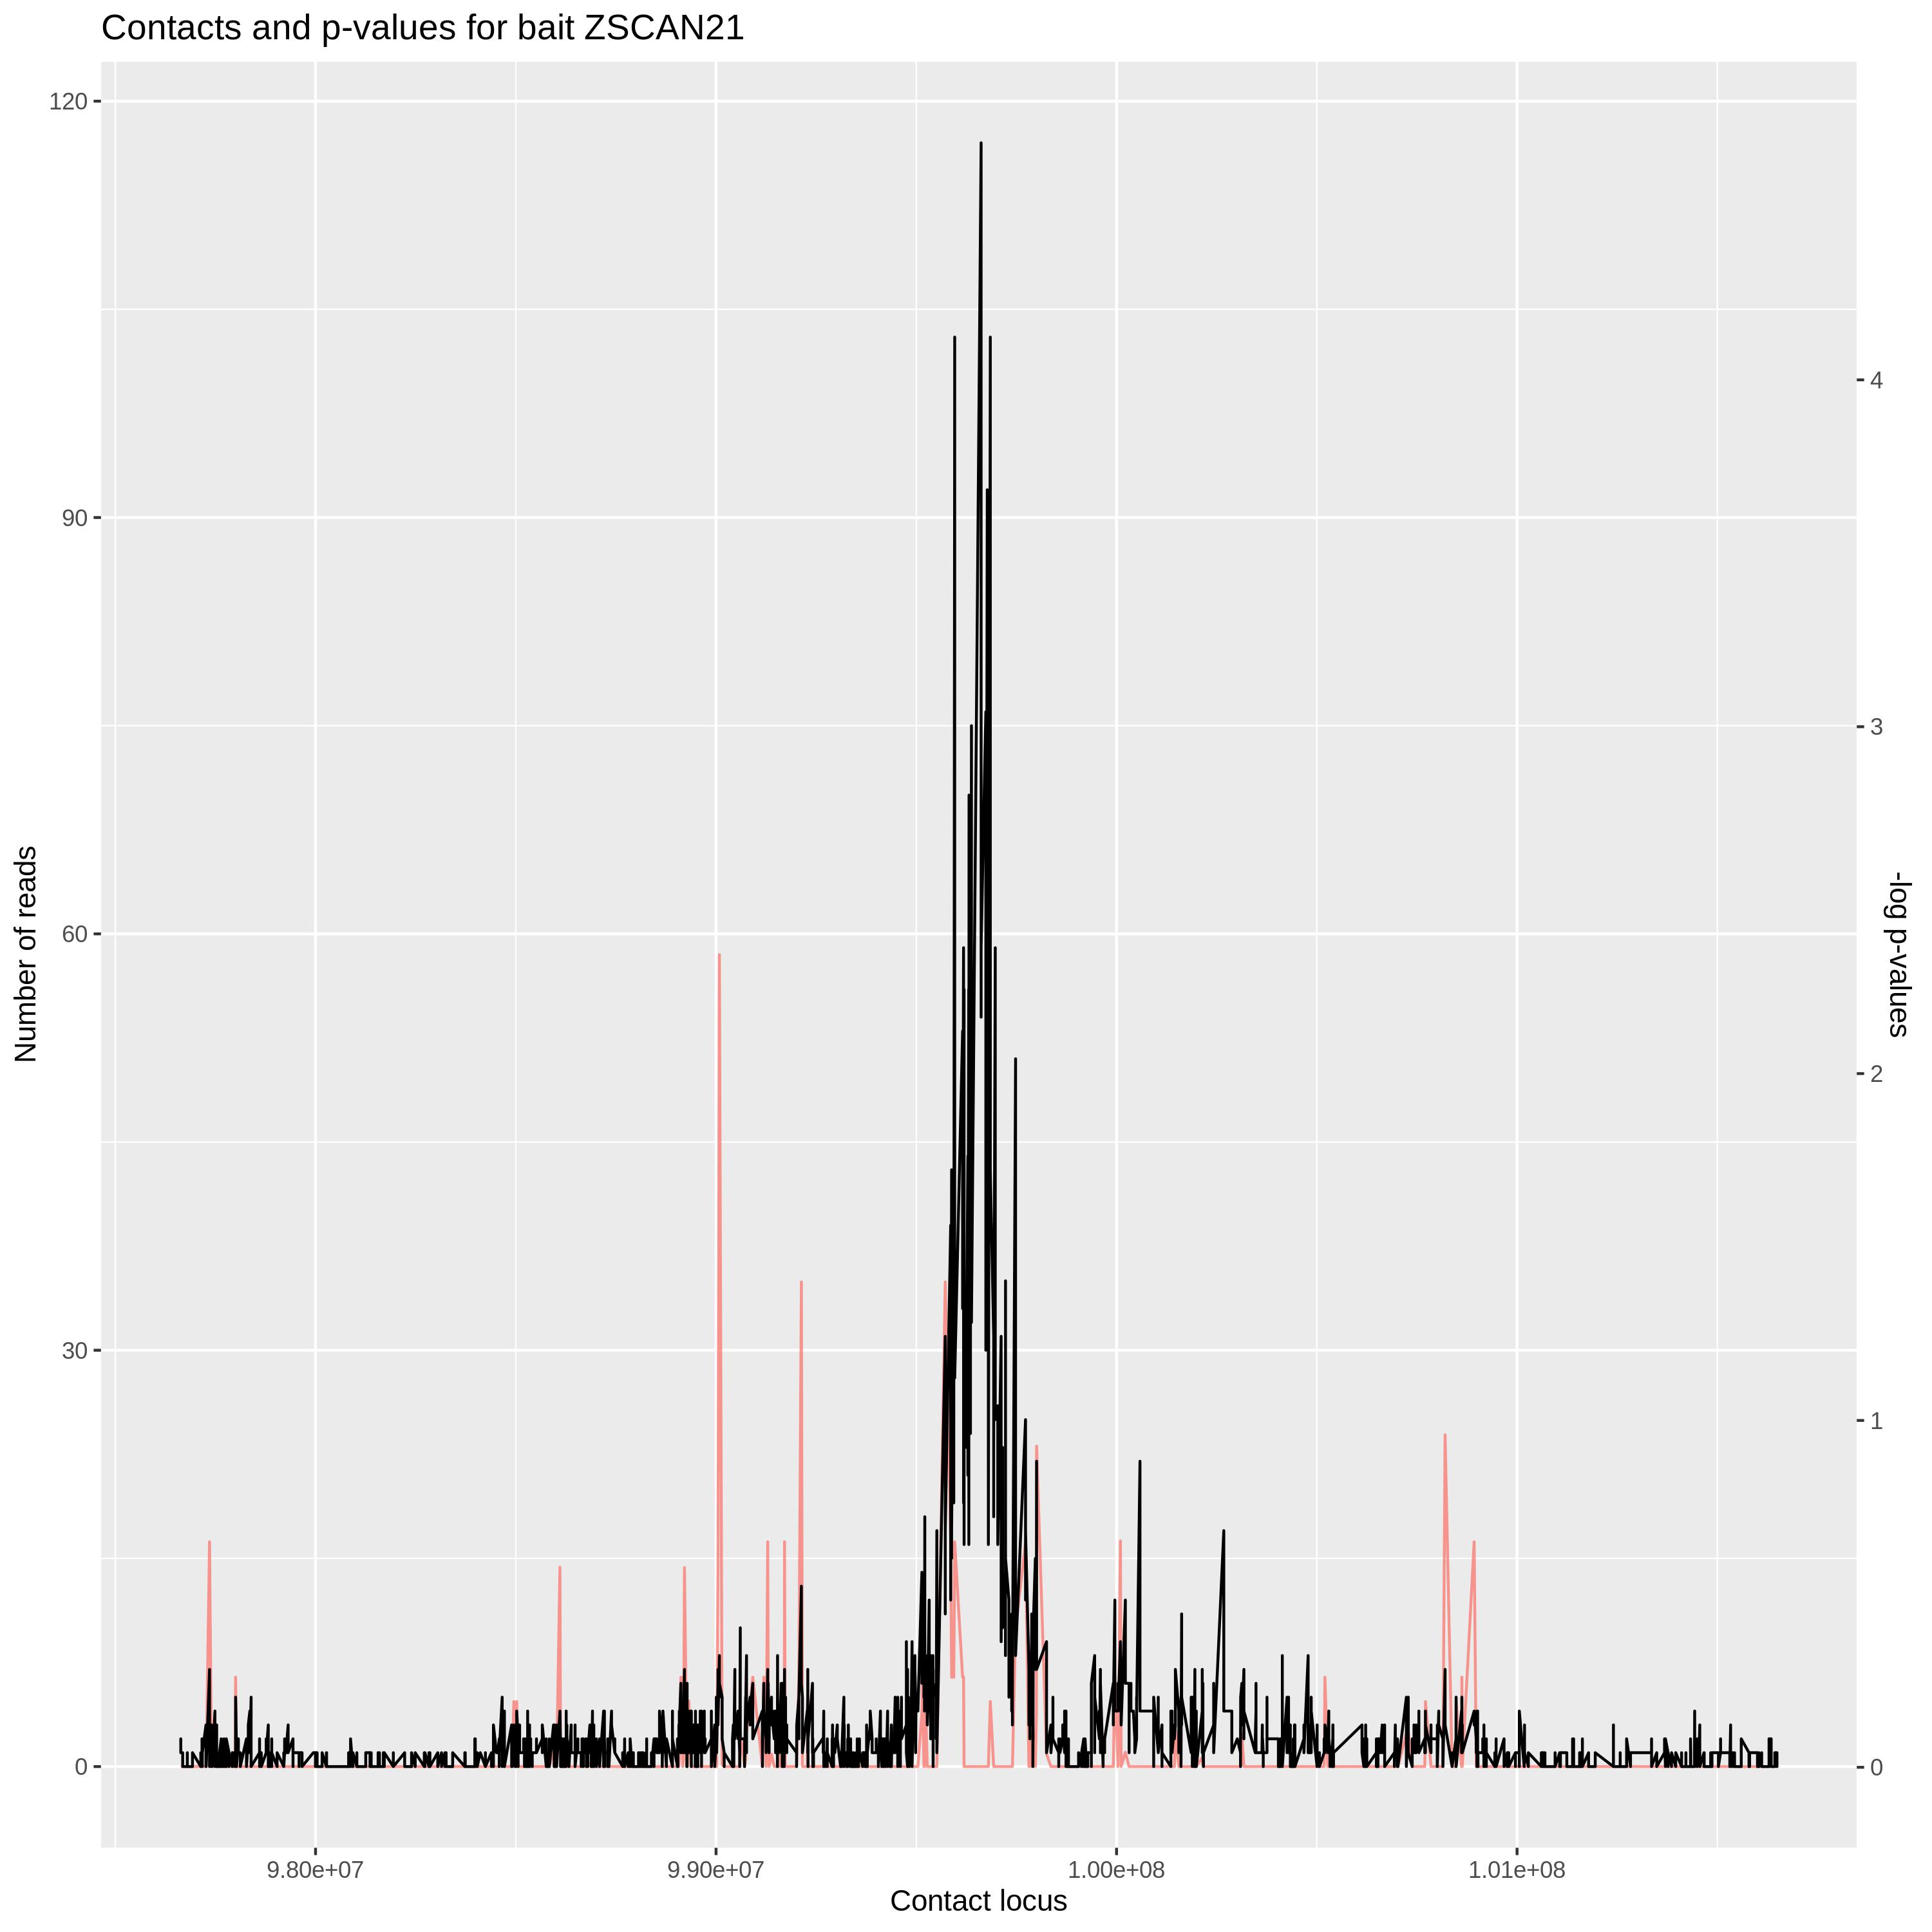 Contacts and p-values for bait ZSCAN21
120
90
60
30
0
Number of reads
4
3
2
1
0
-log p-values
9.80e+07 9.90e+07 1.00e+08 1.01e+08
Contact locus